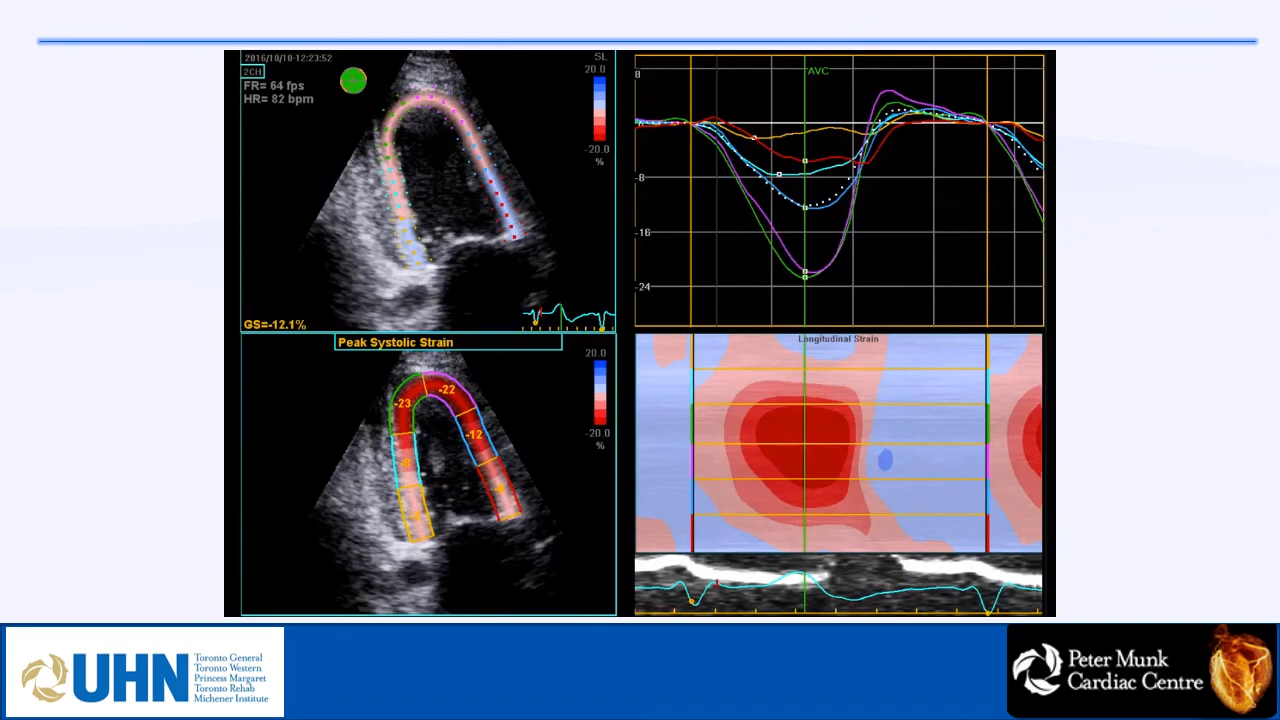 2016/10/10-12:23:52
2CH
FR= 64 fps
HR= 82 bpm
SL
20.0
-20.0
%
GS=-12.1%
AVC
8
-8
-16
-24
Peak Systolic Strain
20.0
-20.0
%
-23
-22
-12
Longitudinal Strain
UHN
Toronto General
Toronto Western
Princess Margaret
Toronto Rehab
Michener Institute
Peter Munk
Cardiac Centre